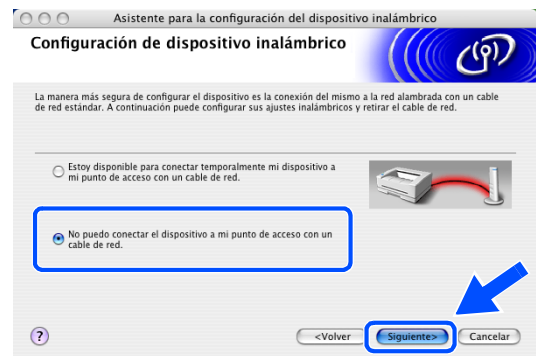 Asistente para la configuración del dispositivo inalámbrico
Configuración de dispositivo inalámbrico
La manera más segura de configurar el dispositivo es la conexión del mismo a la red alambrada con un cable
de red estándar. A continuación puede configurar sus ajustes inalámbricos y retirar el cable de red.
Estoy disponible para conectar temporalmente mi dispositivo a
mi punto de acceso con un cable de red.
No puedo conectar el dispositivo a mi punto de acceso con un
cable de red.
?
<Volver
Siguiente>
Cancelar